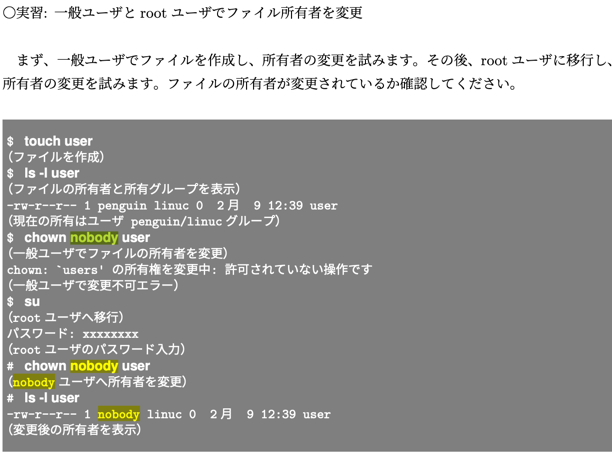 ○実習: 一般ユーザと root ユーザでファイル所有者を変更
まず、一般ユーザでファイルを作成し、所有者の変更を試みます。その後、root ユーザに移行し、
所有者の変更を試みます。ファイルの所有者が変更されているか確認してください。
$ touch user
(ファイルを作成)
$ ls -l user
(ファイルの所有者と所有グループを表示)
-rw-r--r-- 1 penguin linuc 0 2月 9 12:39 user
(現在の所有はユーザ penguin/linuc グループ)
$ chown nobody user
(一般ユーザでファイルの所有者を変更)
chown: `users' の所有権を変更中: 許可されていない操作です
(一般ユーザで変更不可エラー)
$ su
(root ユーザへ移行)
パスワード: xxxxxxxx
(root ユーザのパスワード入力)
# chown nobody user
(nobody ユーザへ所有者を変更)
# ls -l user
-rw-r--r-- 1 nobody linuc 0 2月 9 12:39 user
(変更後の所有者を表示)